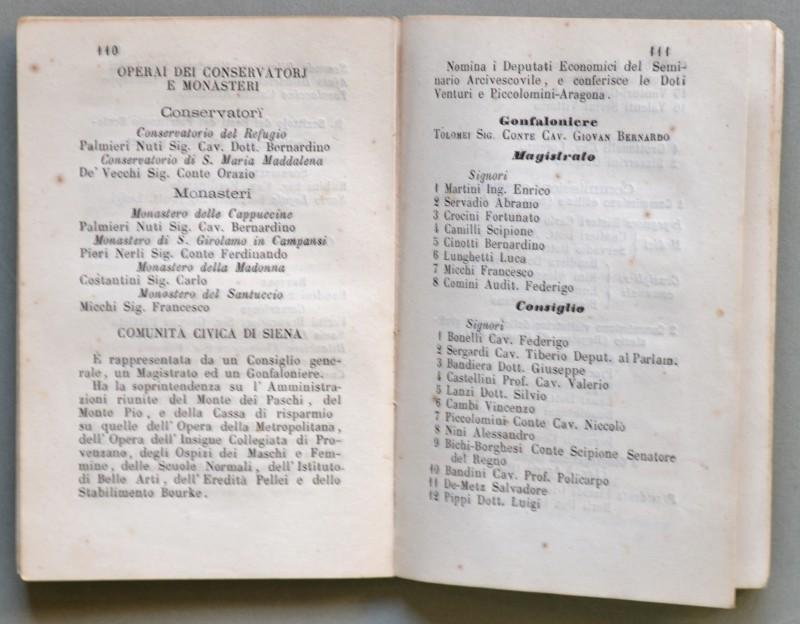 110
OPERAI DEI CONSERVATORJ
E MONASTERI
Conservatorî
Conservatorio del Refugio
Palmieri Nuti Sig. Cav. Dott. Bernardino
Conservatorio di S. Maria Maddalena
De' Vecchi Sig. Conte Orazio
Monasteri
Monastero delle Cappuccine
Palmieri Nuti Sig. Cav. Bernardino
Monastero di S. Girolamo in Campansi
Pieri Nerli Sig. Conte Ferdinando
Monastero della Madonna
Costantini Sig. Carlo
Monastero del Santuccio
Micchi Sig. Francesco
COMUNITÀ CIVICA DI SIENA
È rappresentata da un Consiglio gene-
rale, un Magistrato ed un Gonfaloniere.
Ha la soprintendenza su l' Amministra-
zioni riunite del Monte dei Paschi, del
Monte Pio, e della Cassa di risparmio
su quelle dell' Opera della Metropolitana,
dell' Opera dell' Insigne Collegiata di Pro-
venzano, degli Ospizi dei Maschi e Fem-
mine, delle Scuole Normali, dell' Istituto
di Belle Arti, dell' Eredità Pellei e dello
Stabilimento Bourke.
111
Nomina i Deputati Economici del Semi-
nario Arcivescovile, e conferisce le Doti
Venturi e Piccolomini-Aragona.
Gonfaloniere
TOLOMEI SIG. CONTE CAV. GIOVAN BERNARDO
Magistrato
Signori
1 Martini Ing. Enrico
2 Servadio Abramo
3 Crocini Fortunato
4 Camilli Scipione
5 Cinotti Bernardino
6 Lunghetti Luca
7 Micchi Francesco
8 Comini Audit. Federigo
Consiglio
Signori
1 Bonelli Cav. Federigo
2 Sergardi Cav. Tiberio Deput. al Parlam.
3 Bandiera Dott. Giuseppe
4 Castellini Prof. Cav. Valerio
5 Lanzi Dott. Silvio
6 Cambi Vincenzo
7 Piccolomini Conte Cav. Niccolò
8 Nini Alessandro
9 Bichi-Borghesi Conte Scipione Senatore
del Regno
10 Bandini Cav. Prof. Policarpo
11 De-Metz Salvadore
12 Pippi Dott. Luigi